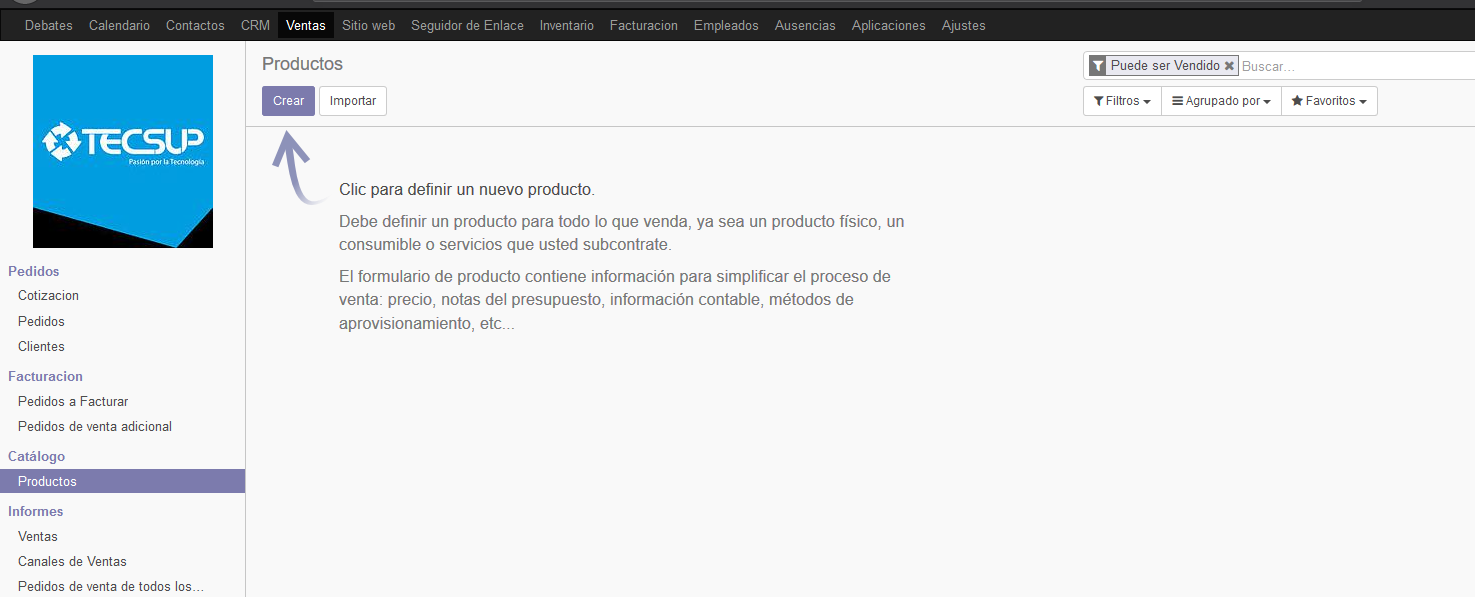 Debates Calendario Contactos CRM Ventas Sitio web Seguidor de Enlace Inventario Facturacion Empleados Ausencias Aplicaciones Ajustes
TECSUP
Pasión por la Tecnología
Pedidos
Cotizacion
Pedidos
Clientes
Facturacion
Pedidos a Facturar
Pedidos de venta adicional
Catálogo
Productos
Informes
Ventas
Canales de Ventas
Pedidos de venta de todos los...
Productos
Puede ser Vendido Buscar...
Crear Importar
Filtros Agrupado por Favoritos
Clic para definir un nuevo producto.
Debe definir un producto para todo lo que venda, ya sea un producto físico, un
consumible o servicios que usted subcontrate.
El formulario de producto contiene información para simplificar el proceso de
venta: precio, notas del presupuesto, información contable, métodos de
aprovisionamiento, etc...